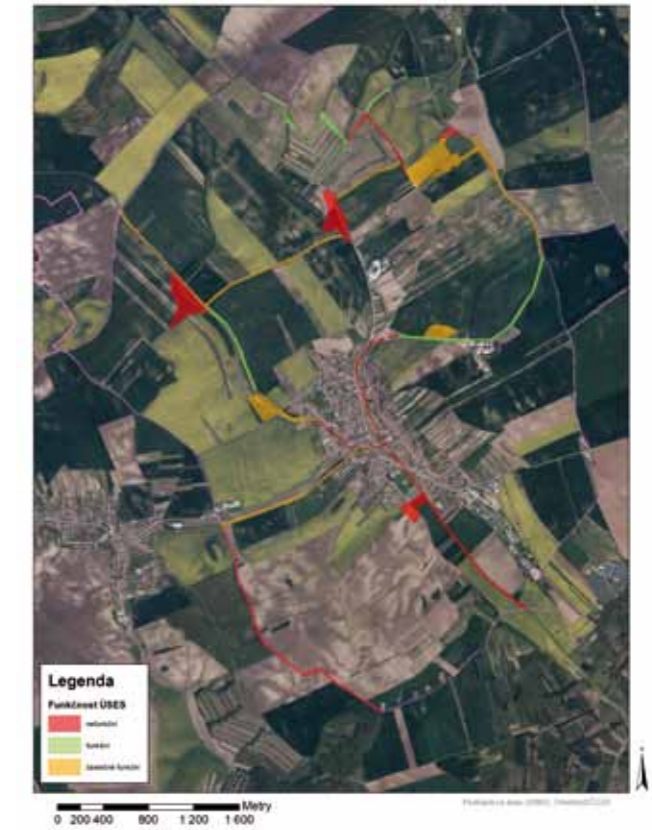 Legenda
Funkčnost ÚSES
nefunkční
funkční
částečně funkční
Metry
0 200 400 800 1 200 1 600